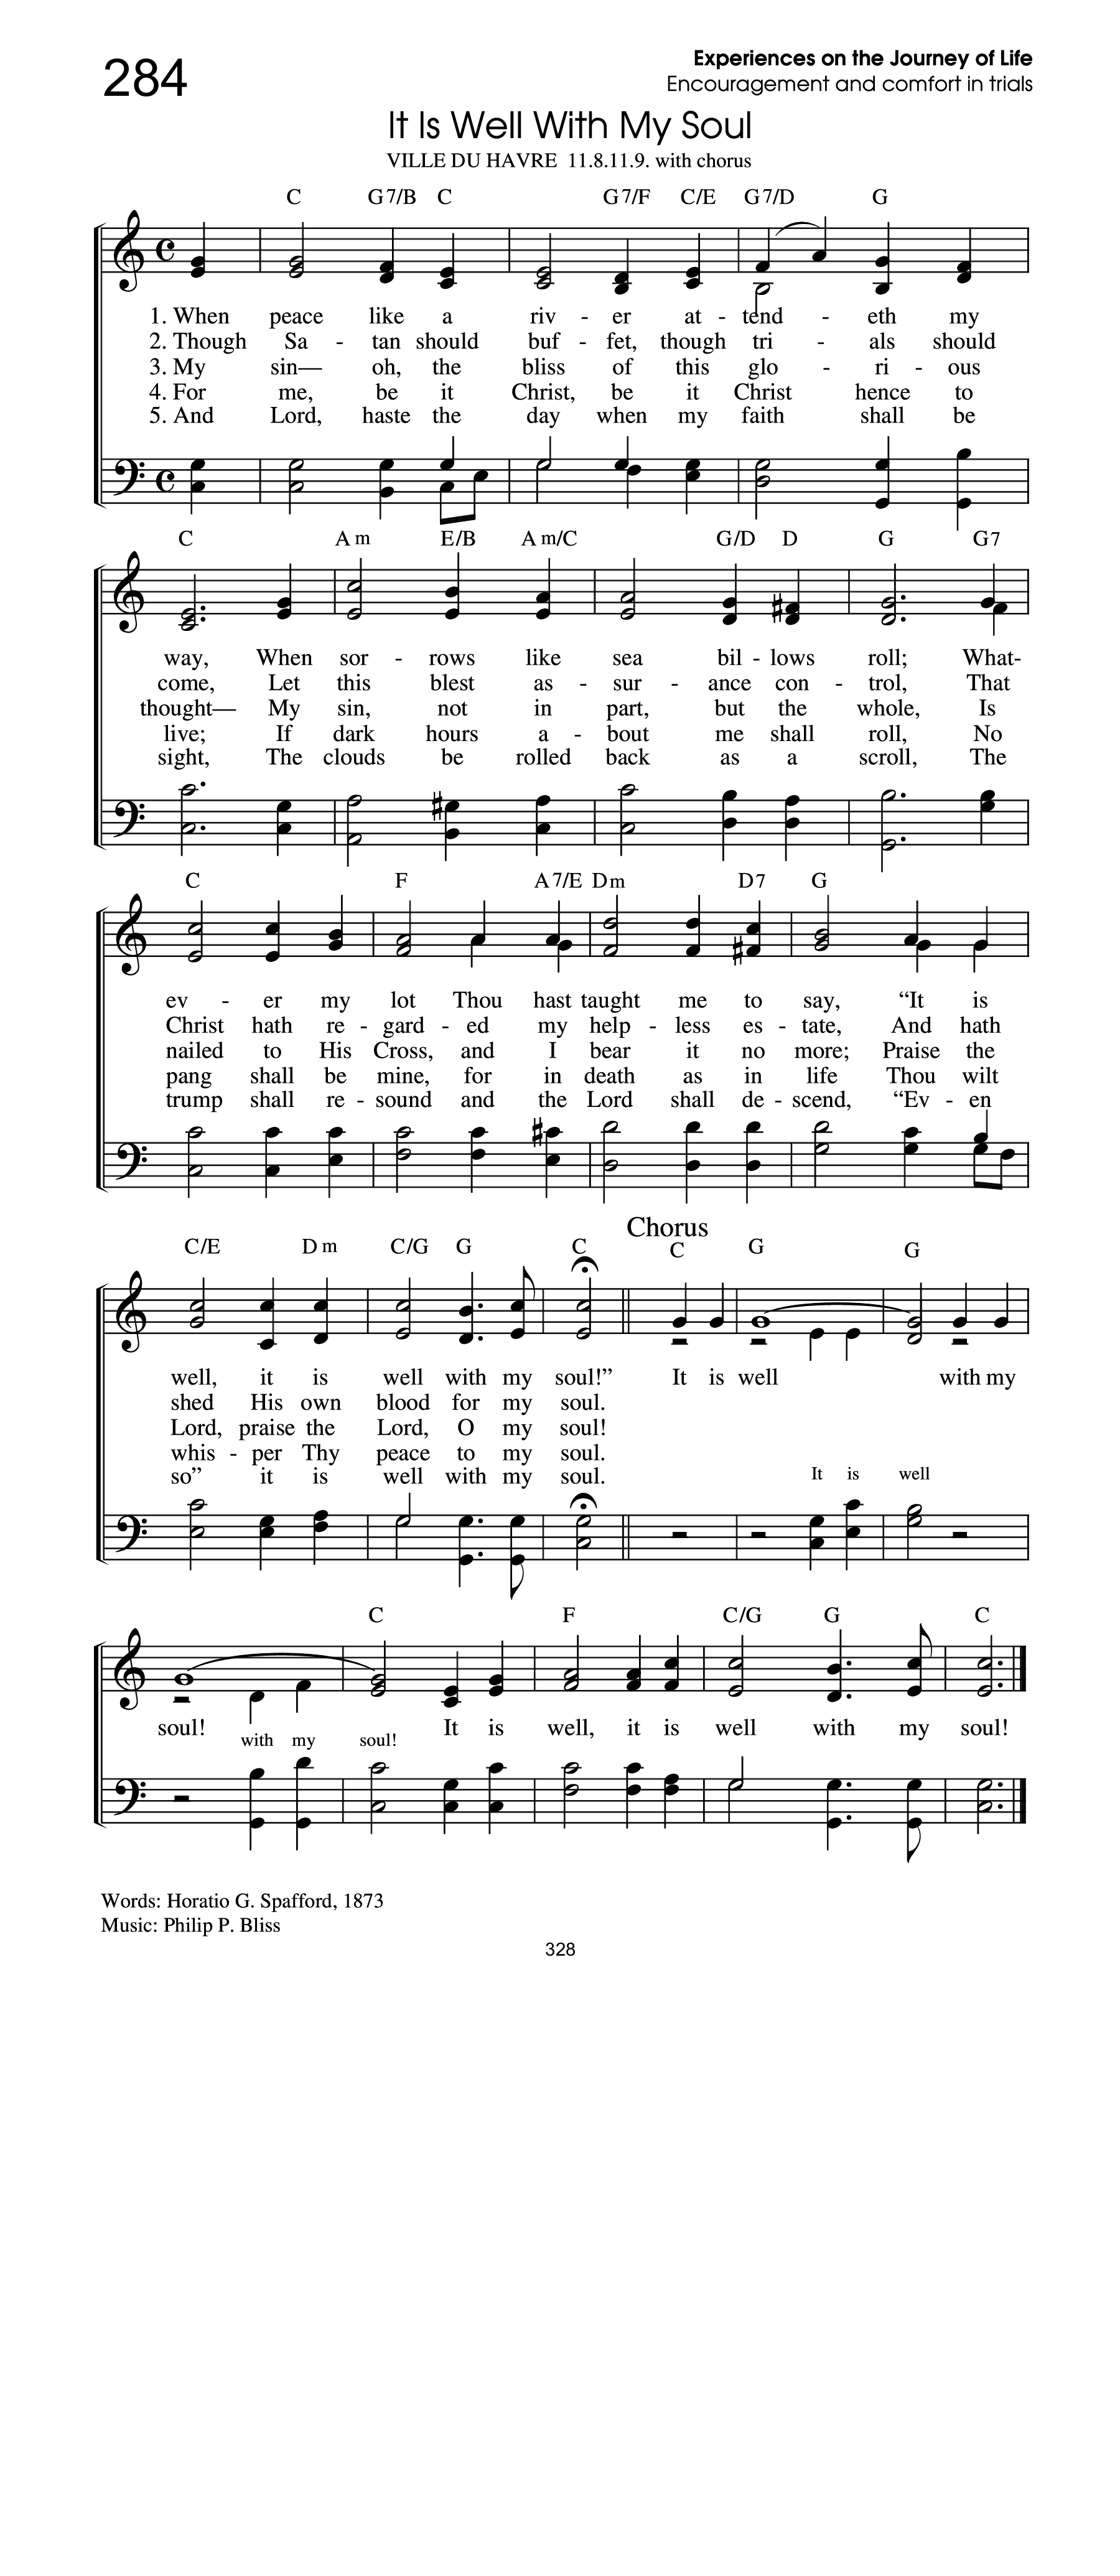 284
Experiences on the Journey of Life
Encouragement and comfort in trials
It Is Well With My Soul
VILLE DU HAVRE 11.8.11.9. with chorus
C G7/B C G7/F C/E G7/D G
1. When peace like a riv - er at - tend - eth my
2. Though Sa - tan should buf - fet, though tri - als should
3. My sin— oh, the bliss of this glo - ri - ous
4. For me, be it Christ, be it Christ hence to
5. And Lord, haste the day when my faith shall be
C Am E/B Am/C G/D D G G7
way, When sor - rows like sea bil - lows roll; What-
come, Let this blest as - sur - ance con - trol, That
thought— My sin, not in part, but the whole, Is
live; If dark hours a - bout me shall roll, No
sight, The clouds be rolled back as a scroll, The
C F A7/E Dm D7 G
ev - er my lot Thou hast taught me to say, “It is
Christ hath re - gard - ed my help - less es - tate, And hath
nailed to His Cross, and I bear it no more; Praise the
pang shall be mine, for in death as in life Thou wilt
trump shall re - sound and the Lord shall de - scend, “Ev - en
Chorus
C/E Dm C/G G C C G G
well, it is well with my soul!” It is well with my
shed His own blood for my soul.
Lord, praise the Lord, O my soul!
whis - per Thy peace to my soul.
so” it is well with my soul. It is well
C F C/G G C
soul! It is well, it is well with my soul!
with my soul!
Words: Horatio G. Spafford, 1873
Music: Philip P. Bliss
328